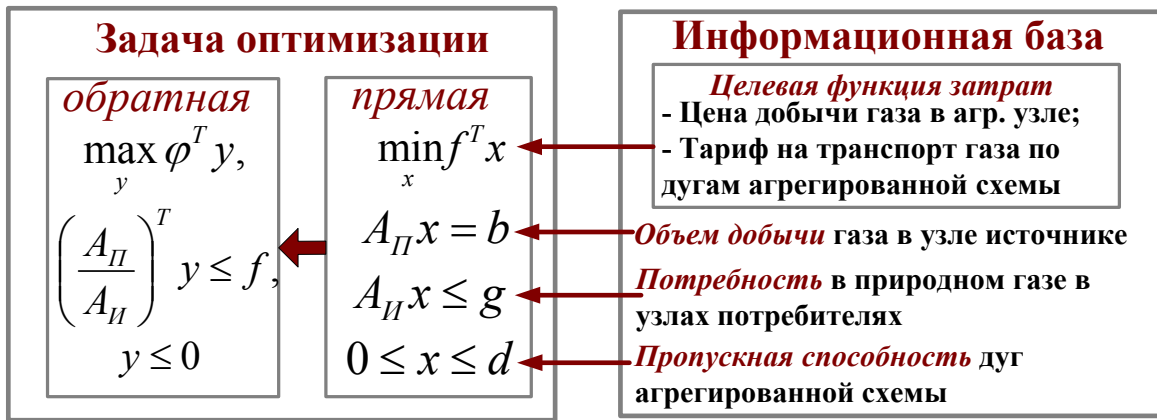 Задача оптимизации
обратная
max φᵀ y,
y
(A_П / A_И)ᵀ y ≤ f,
y ≤ 0
прямая
min fᵀ x
x
A_П x = b
A_И x ≤ g
0 ≤ x ≤ d
Информационная база
Целевая функция затрат
- Цена добычи газа в агр. узле;
- Тариф на транспорт газа по
дугам агрегированной схемы
Объем добычи газа в узле источнике
Потребность в природном газе в
узлах потребителях
Пропускная способность дуг
агрегированной схемы